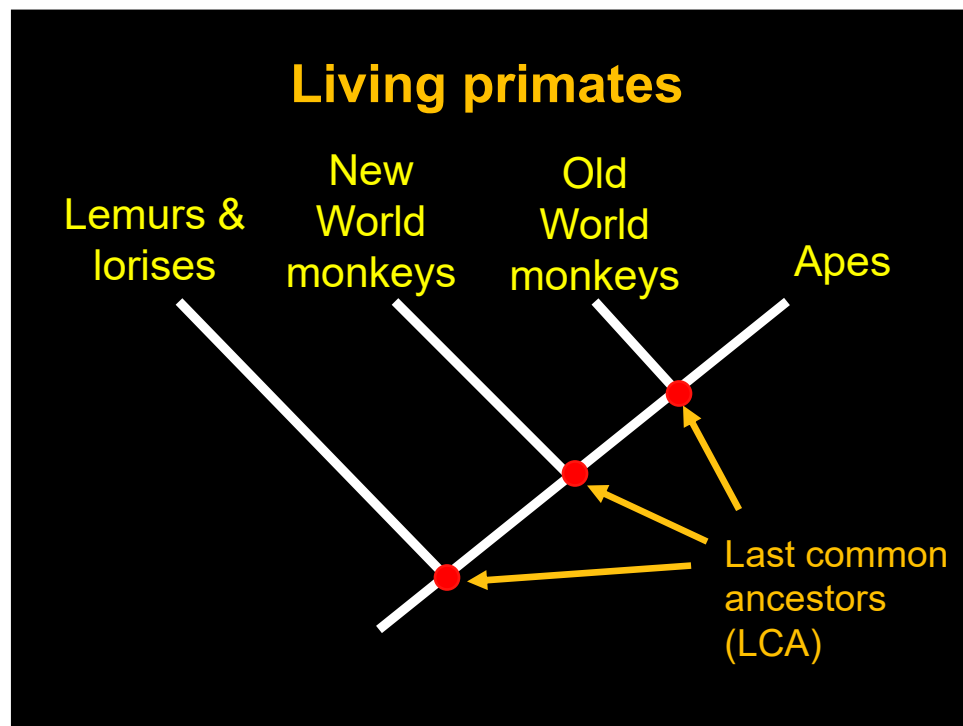 Living primates
Lemurs &
lorises
New
World
monkeys
Old
World
monkeys
Apes
Last common
ancestors
(LCA)